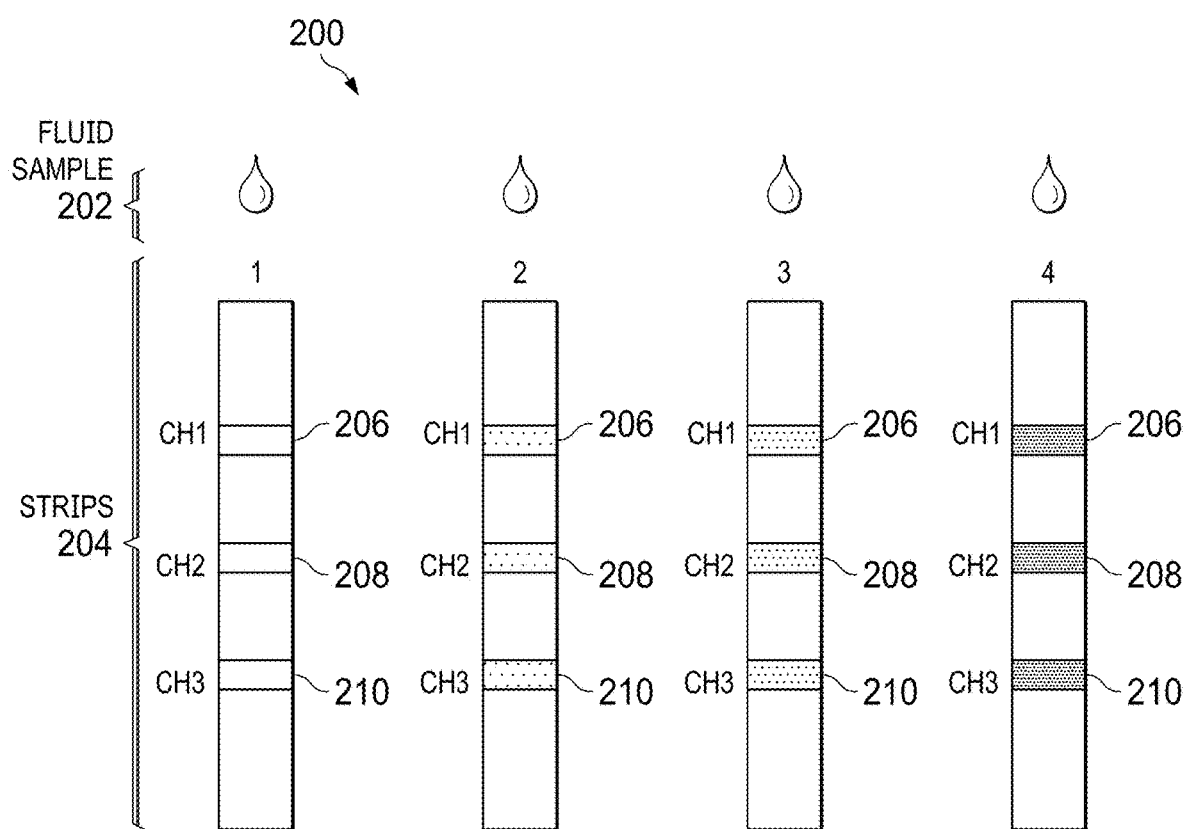 200
FLUID
SAMPLE
202
1 2 3 4
CH1 206 CH1 206 CH1 206 CH1 206
STRIPS
204
CH2 208 CH2 208 CH2 208 CH2 208
CH3 210 CH3 210 CH3 210 CH3 210